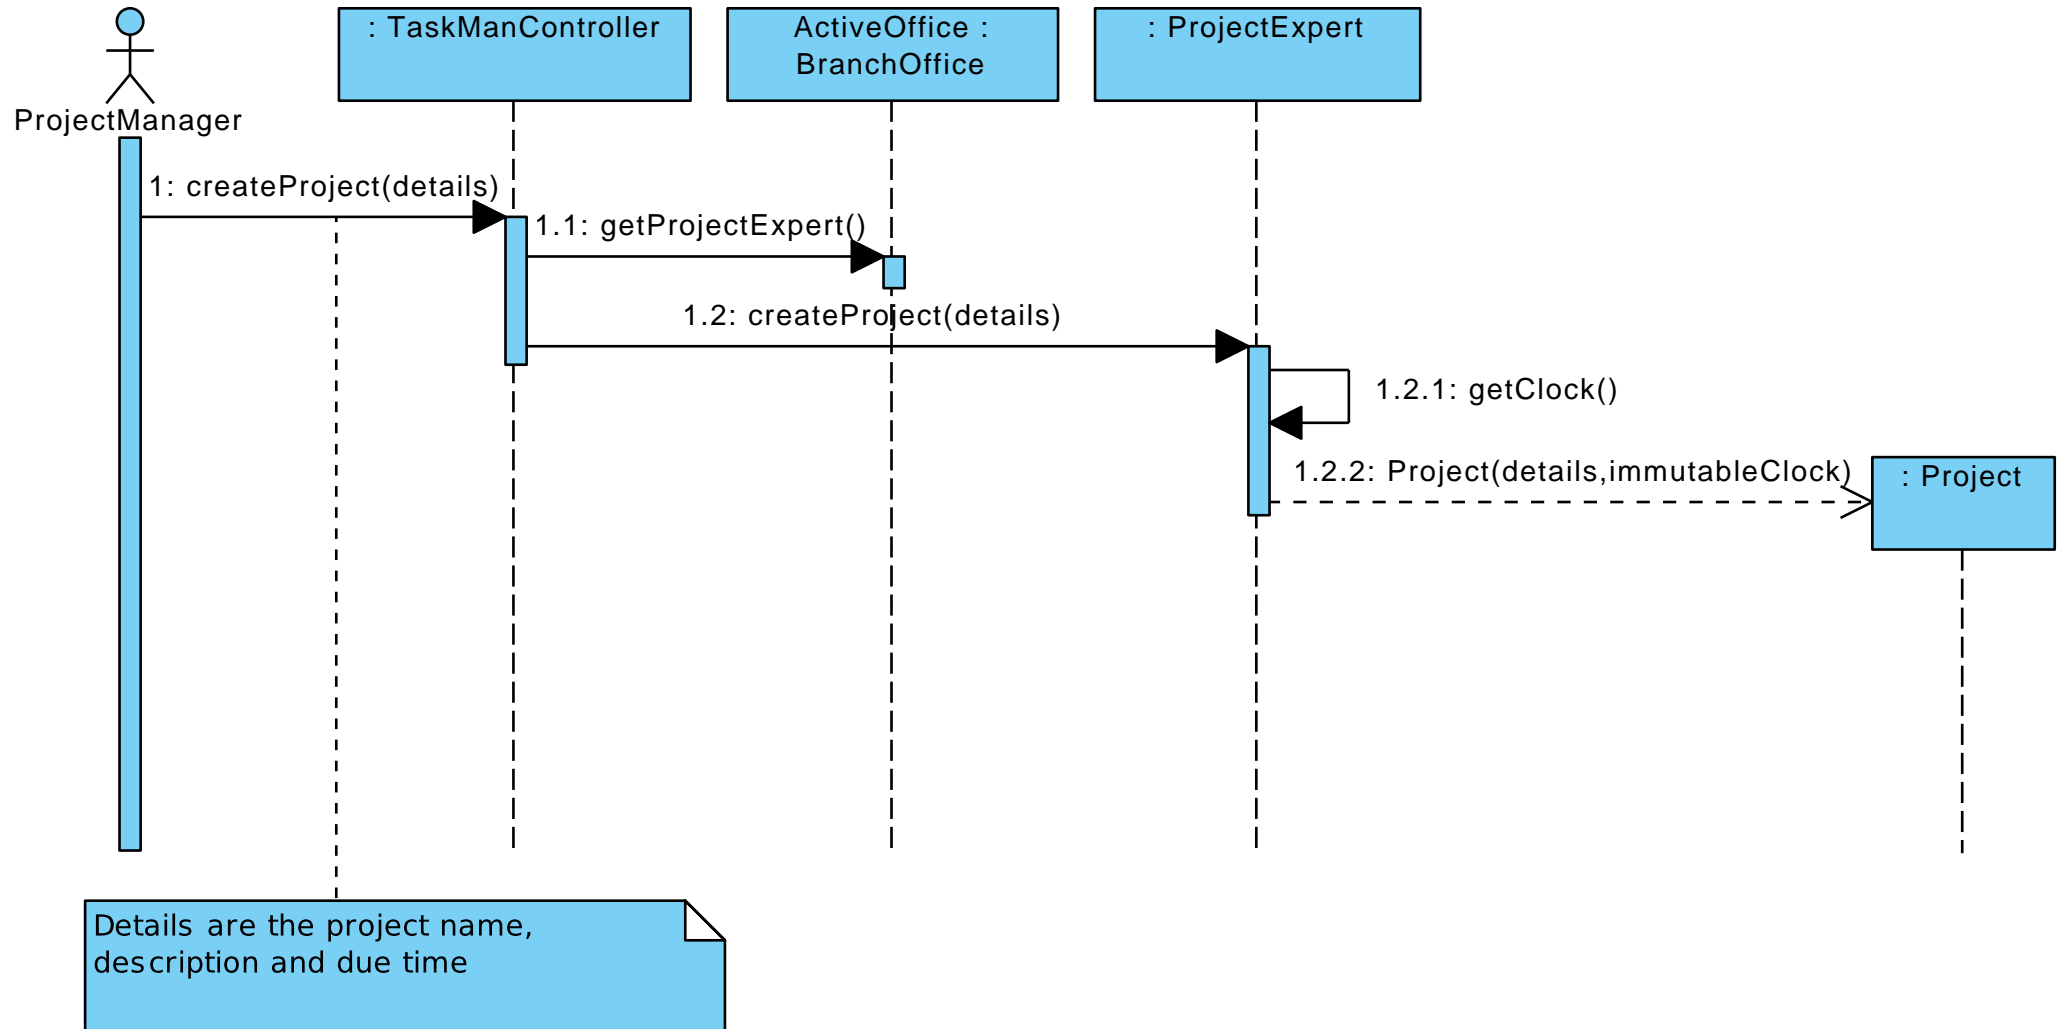 : TaskManController
ActiveOffice :
BranchOffice
: ProjectExpert
ProjectManager
1: createProject(details)
1.1: getProjectExpert()
1.2: createProject(details)
1.2.1: getClock()
1.2.2: Project(details,immutableClock)
: Project
Details are the project name,
description and due time